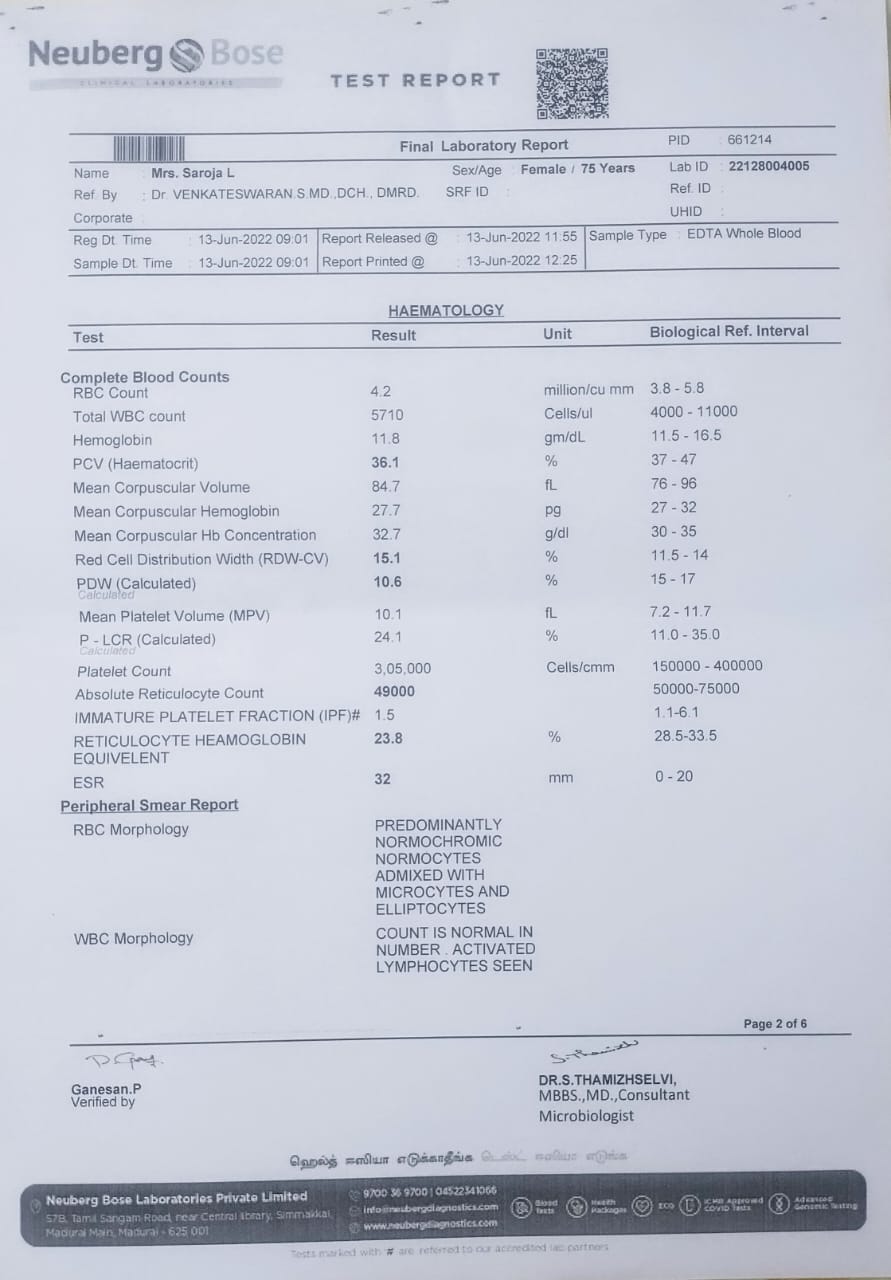 Neuberg Bose
CLINICAL LABORATORIES
TEST REPORT
Final Laboratory Report
PID : 661214
Name : Mrs. Saroja L
Sex/Age : Female / 75 Years
Lab ID : 22128004005
Ref. By : Dr. VENKATESWARAN.S.MD.,DCH., DMRD.
SRF ID :
Ref. ID :
Corporate :
UHID :
Reg Dt. Time : 13-Jun-2022 09:01 Report Released @ : 13-Jun-2022 11:55 Sample Type : EDTA Whole Blood
Sample Dt. Time : 13-Jun-2022 09:01 Report Printed @ : 13-Jun-2022 12:25
HAEMATOLOGY
Test Result Unit Biological Ref. Interval
Complete Blood Counts
RBC Count 4.2 million/cu mm 3.8 - 5.8
Total WBC count 5710 Cells/ul 4000 - 11000
Hemoglobin 11.8 gm/dL 11.5 - 16.5
PCV (Haematocrit) 36.1 % 37 - 47
Mean Corpuscular Volume 84.7 fL 76 - 96
Mean Corpuscular Hemoglobin 27.7 pg 27 - 32
Mean Corpuscular Hb Concentration 32.7 g/dl 30 - 35
Red Cell Distribution Width (RDW-CV) 15.1 % 11.5 - 14
PDW (Calculated) 10.6 % 15 - 17
Calculated
Mean Platelet Volume (MPV) 10.1 fL 7.2 - 11.7
P - LCR (Calculated) 24.1 % 11.0 - 35.0
Calculated
Platelet Count 3,05,000 Cells/cmm 150000 - 400000
Absolute Reticulocyte Count 49000 50000-75000
IMMATURE PLATELET FRACTION (IPF)# 1.5 1.1-6.1
RETICULOCYTE HEAMOGLOBIN 23.8 % 28.5-33.5
EQUIVELENT
ESR 32 mm 0 - 20
Peripheral Smear Report
RBC Morphology PREDOMINANTLY
NORMOCHROMIC
NORMOCYTES
ADMIXED WITH
MICROCYTES AND
ELLIPTOCYTES
WBC Morphology COUNT IS NORMAL IN
NUMBER . ACTIVATED
LYMPHOCYTES SEEN
Page 2 of 6
Ganesan.P
Verified by
DR.S.THAMIZHSELVI,
MBBS.,MD.,Consultant
Microbiologist
ஹெல்த் ஈஸியா எடுக்காதீங்க டெஸ்ட் ஈஸியா எடுங்க
Neuberg Bose Laboratories Private Limited
57B, Tamil Sangam Road, near Central library, Simmakkal,
Madurai Main, Madurai - 625 001
9700 36 9700 | 04522341066
info@neubergdiagnostics.com
www.neubergdiagnostics.com
Blood Tests
Health Packages
ECG
ICMR Approved COVID Tests
Advanced Genomic Testing
Tests marked with # are referred to our accredited lab partners